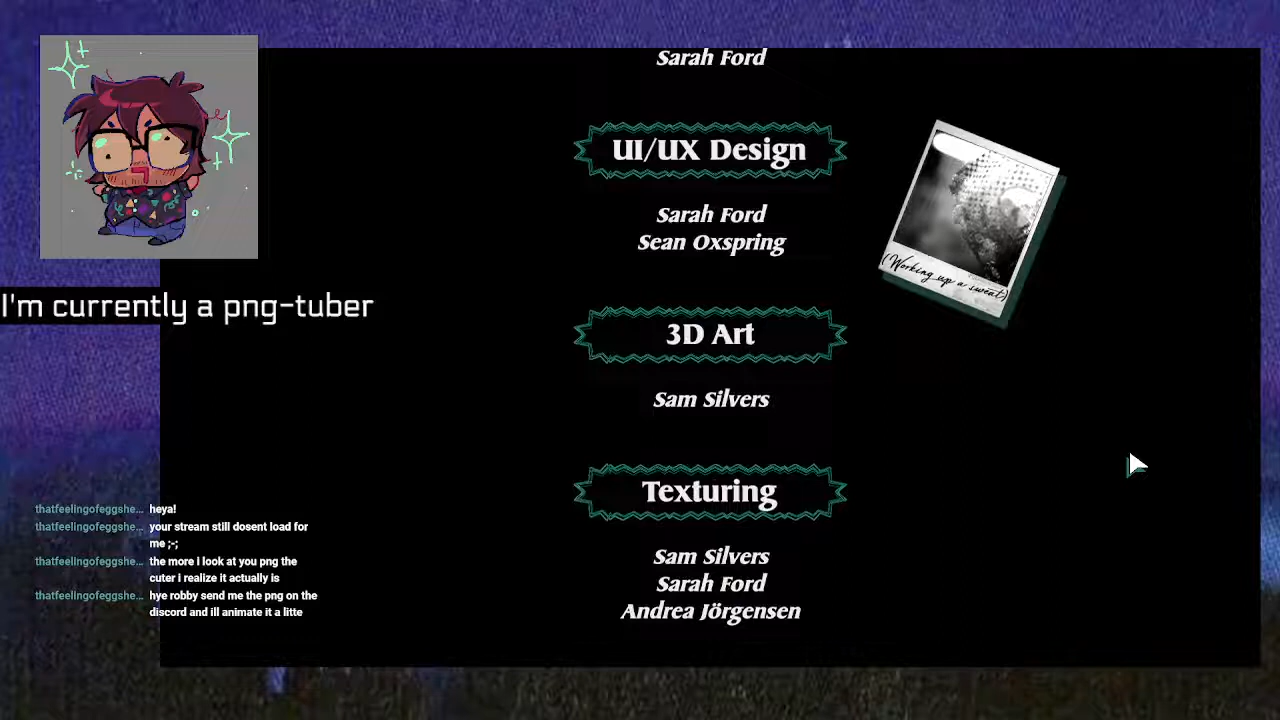 Sarah Ford
UI/UX Design
Sarah Ford
Sean Oxspring
(Working up a sweat)
I'm currently a png-tuber
3D Art
Sam Silvers
Texturing
Sam Silvers
Sarah Ford
Andrea Jörgensen
thatfeelingofeggshe... heya!
thatfeelingofeggshe... your stream still dosent load for
me ;-;
thatfeelingofeggshe... the more i look at you png the
cuter i realize it actually is
thatfeelingofeggshe... hye robby send me the png on the
discord and ill animate it a litte